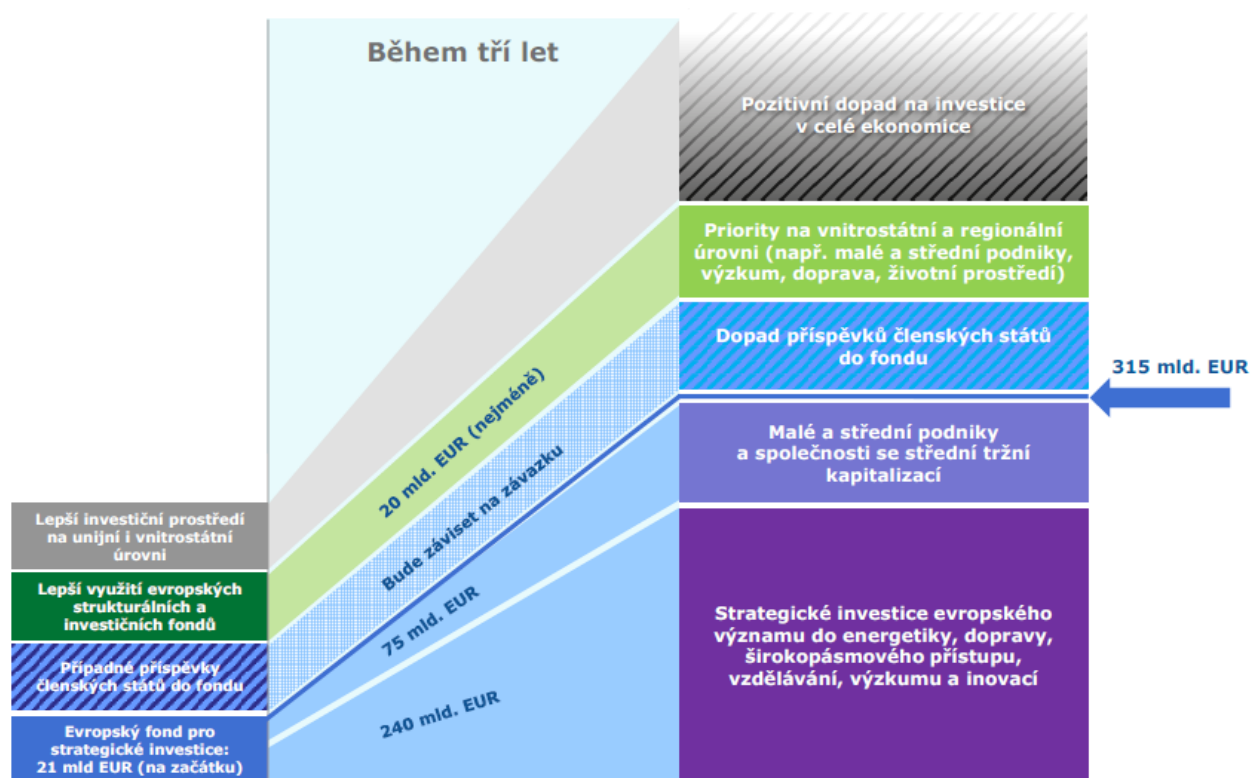 Během tří let
Pozitivní dopad na investice
v celé ekonomice
Priority na vnitrostátní a regionální
úrovni (např. malé a střední podniky,
výzkum, doprava, životní prostředí)
Dopad příspěvků členských států
do fondu
315 mld. EUR
Malé a střední podniky
a společnosti se střední tržní
kapitalizací
Strategické investice evropského
významu do energetiky, dopravy,
širokopásmového přístupu,
vzdělávání, výzkumu a inovací
20 mld. EUR (nejméně)
Bude záviset na závazku
75 mld. EUR
240 mld. EUR
Lepší investiční prostředí
na unijní i vnitrostátní
úrovni
Lepší využití evropských
strukturálních a
investičních fondů
Případné příspěvky
členských států do fondu
Evropský fond pro
strategické investice:
21 mld EUR (na začátku)